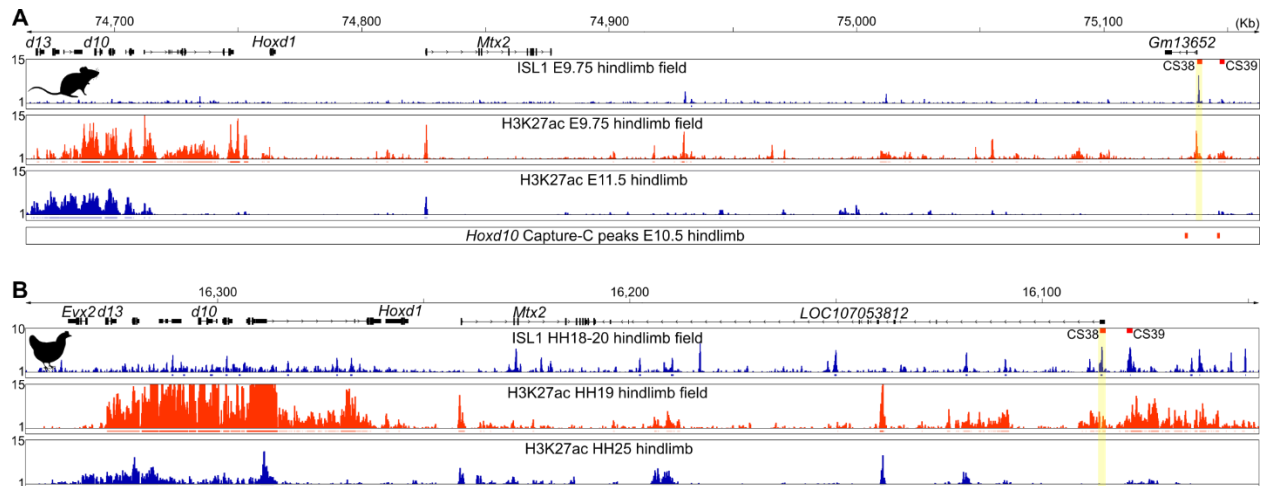 A
74,700 74,800 74,900 75,000 75,100 (Kb)
d13 d10 Hoxd1 Mtx2 Gm13652
15 ISL1 E9.75 hindlimb field CS38 CS39
1
15 H3K27ac E9.75 hindlimb field
1
15 H3K27ac E11.5 hindlimb
1
Hoxd10 Capture-C peaks E10.5 hindlimb
B
16,300 16,200 16,100
Evx2 d13 d10 Hoxd1 Mtx2 LOC107053812
10 ISL1 HH18-20 hindlimb field CS38 CS39
1
15 H3K27ac HH19 hindlimb field
1
15 H3K27ac HH25 hindlimb
1